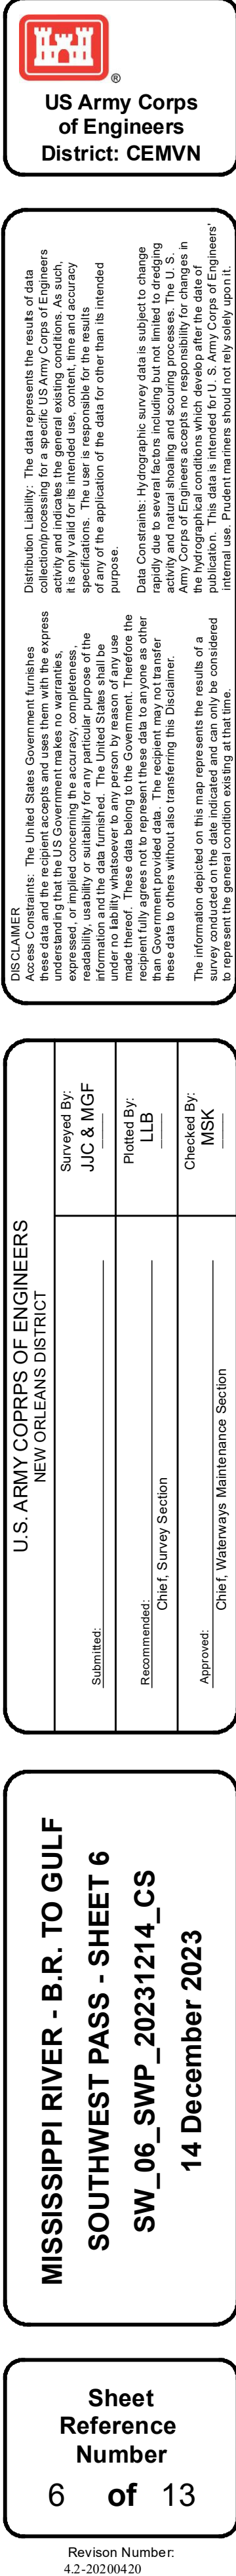 US Army Corps
of Engineers
District: CEMVN
®
DISCLAIMER
Access Constraints: The United States Government furnishes
these data and the recipient accepts and uses them with the express
understanding that the US Government makes no warranties,
expressed, or implied concerning the accuracy, completeness,
readability, usability or suitability for any particular purpose of the
information and the data furnished. The United States shall be
under no liability whatsoever to any person by reason of any use
made thereof. These data belong to the Government. Therefore the
recipient fully agrees not to represent these data to anyone as other
than Government provided data. The recipient may not transfer
these data to others without also transferring this Disclaimer.
The information depicted on this map represents the results of a
survey conducted on the date indicated and can only be considered
to represent the general condition existing at that time.
Distribution Liability: The data represents the results of data
collection/processing for a specific US Army Corps of Engineers
activity and indicates the general existing conditions. As such,
it is only valid for its intended use, content, time and accuracy
specifications. The user is responsible for the results
of any of the application of the data for other than its intended
purpose.
Data Constraints: Hydrographic survey data is subject to change
rapidly due to several factors including but not limited to dredging
activity and natural shoaling and scouring processes. The U. S.
Army Corps of Engineers accepts no responsibility for changes in
the hydrographical conditions which develop after the date of
publication. This data is intended for U. S. Army Corps of Engineers'
internal use. Prudent mariners should not rely solely upon it.
U.S. ARMY COPRPS OF ENGINEERS
NEW ORLEANS DISTRICT
Submitted:
Surveyed By:
JJC & MGF
Recommended:
Chief, Survey Section
Plotted By:
LLB
Approved:
Chief, Waterways Maintenance Section
Checked By:
MSK
MISSISSIPPI RIVER - B.R. TO GULF
SOUTHWEST PASS - SHEET 6
SW_06_SWP_20231214_CS
14 December 2023
Sheet
Reference
Number
6 of 13
Revison Number:
4.2-20200420